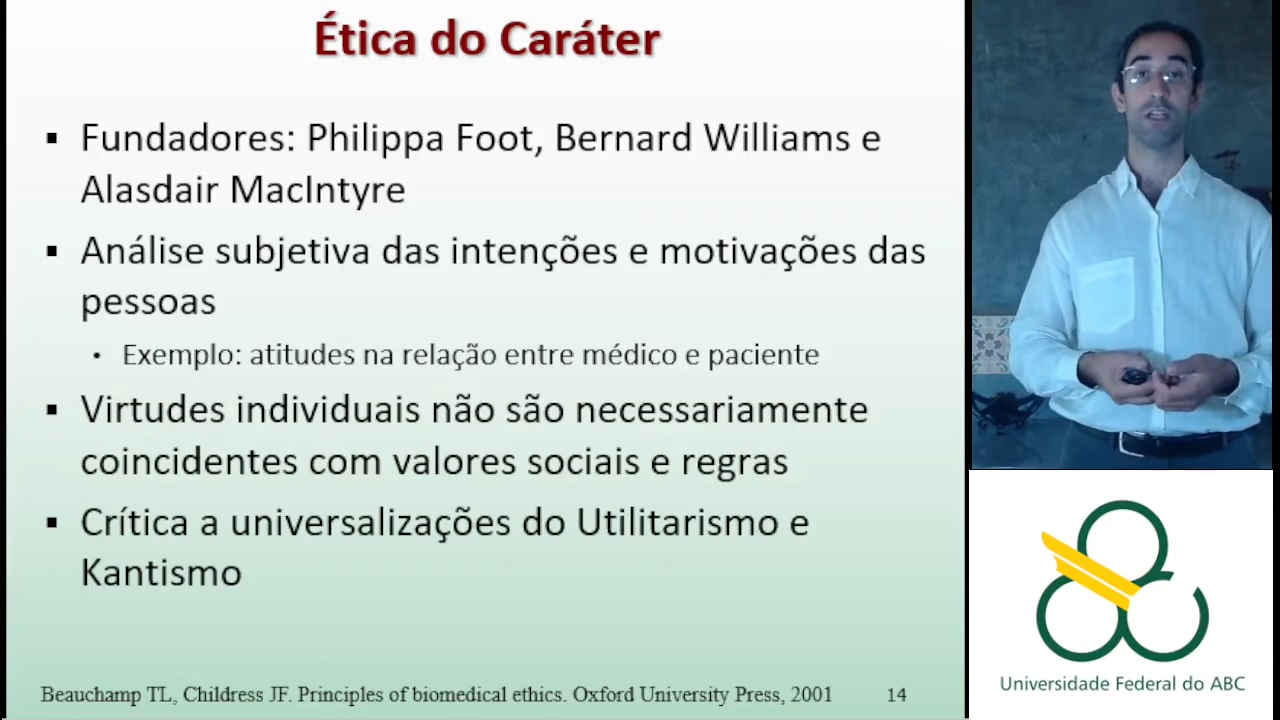 Ética do Caráter
▪ Fundadores: Philippa Foot, Bernard Williams e
Alasdair MacIntyre
▪ Análise subjetiva das intenções e motivações das
pessoas
• Exemplo: atitudes na relação entre médico e paciente
▪ Virtudes individuais não são necessariamente
coincidentes com valores sociais e regras
▪ Crítica a universalizações do Utilitarismo e
Kantismo
Beauchamp TL, Childress JF. Principles of biomedical ethics. Oxford University Press, 2001 14
Universidade Federal do ABC